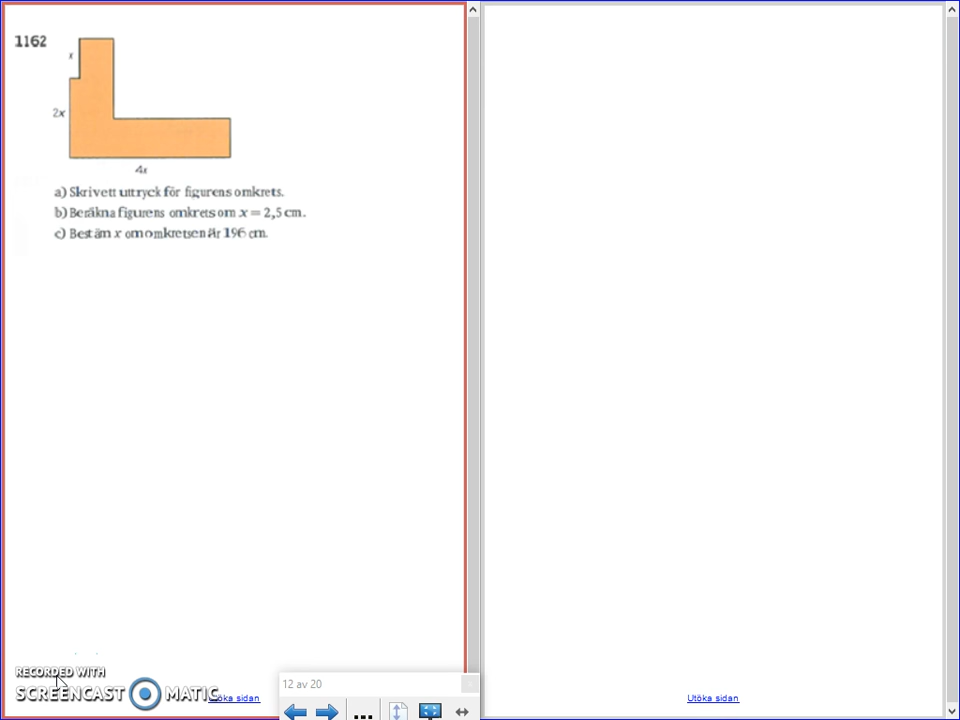 1162
x
2x
4x
a) Skriv ett uttryck för figurens omkrets.
b) Beräkna figurens omkrets om x = 2,5 cm.
c) Bestäm x om omkretsen är 196 cm.
RECORDED WITH
SCREENCAST MATIC
Utöka sidan
12 av 20
Utöka sidan